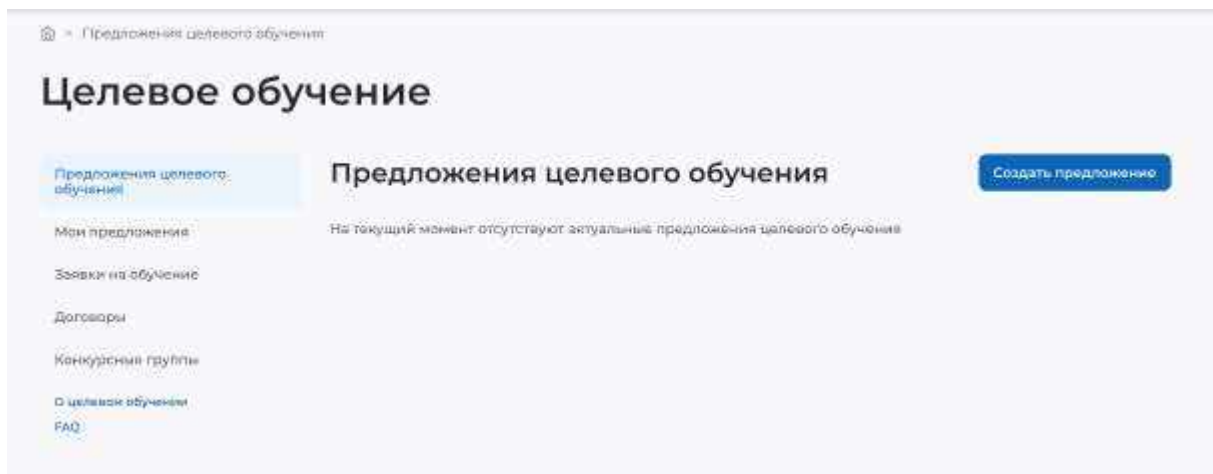 Предложения целевого обучения
Целевое обучение
Предложения целевого
обучения
Мои предложения
Заявки на обучение
Договоры
Конкурсные группы
О целевом обучении
FAQ
Предложения целевого обучения
Создать предложение
На текущий момент отсутствуют актуальные предложения целевого обучения